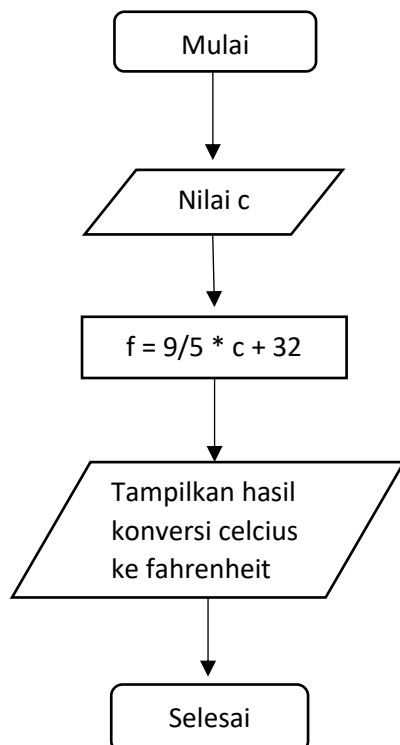 Mulai
Nilai c
f = 9/5 * c + 32
Tampilkan hasil
konversi celcius
ke fahrenheit
Selesai